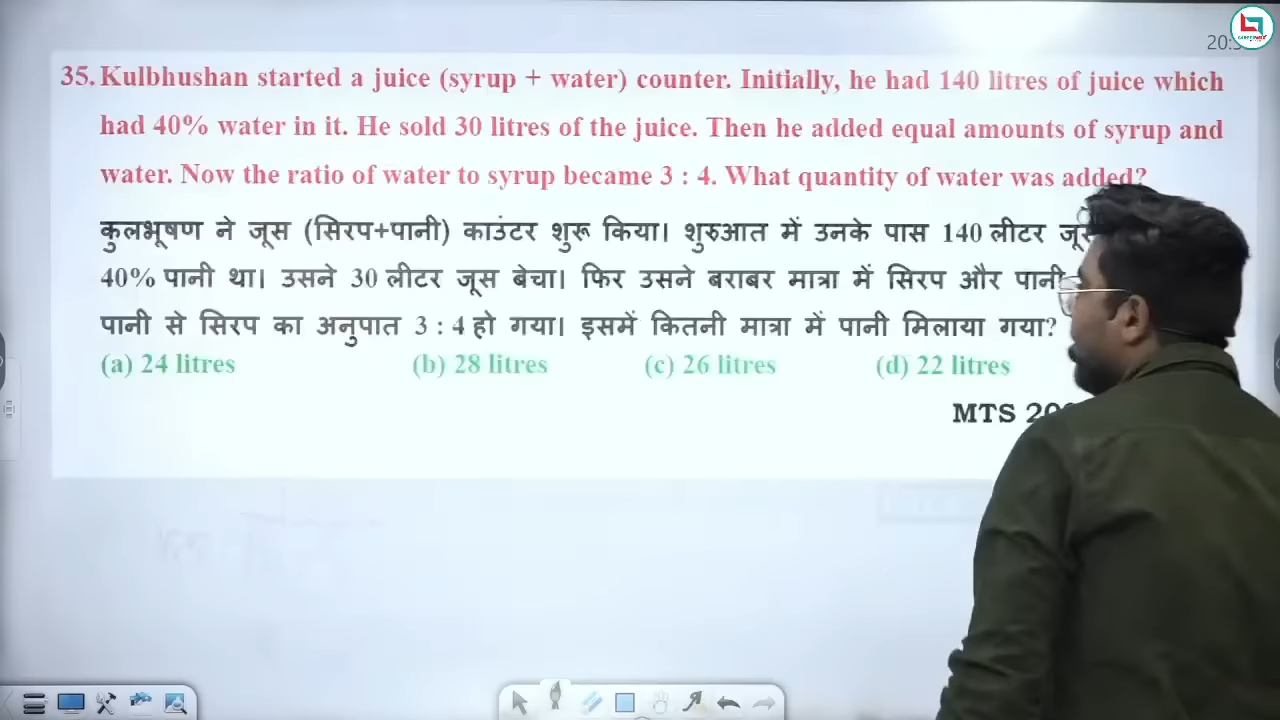 20:
35. Kulbhushan started a juice (syrup + water) counter. Initially, he had 140 litres of juice which
had 40% water in it. He sold 30 litres of the juice. Then he added equal amounts of syrup and
water. Now the ratio of water to syrup became 3 : 4. What quantity of water was added?
कुलभूषण ने जूस (सिरप+पानी) काउंटर शुरू किया। शुरुआत में उनके पास 140 लीटर
40% पानी था। उसने 30 लीटर जूस बेचा। फिर उसने बराबर मात्रा में सिरप और पानी
पानी से सिरप का अनुपात 3 : 4 हो गया। इसमें कितनी मात्रा में पानी मिलाया गया?
(a) 24 litres (b) 28 litres (c) 26 litres (d) 22 litres
MTS